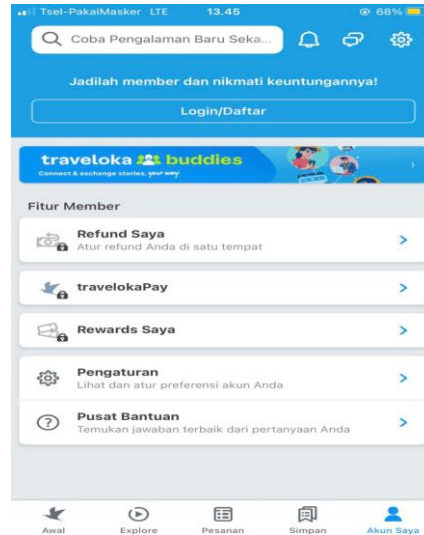 Tsel-PakaiMasker LTE 13.45 68%
Coba Pengalaman Baru Seka...
Jadilah member dan nikmati keuntungannya!
Login/Daftar
traveloka buddies
Connect & exchange stories, your way
Fitur Member
Refund Saya
Atur refund Anda di satu tempat
travelokaPay
Rewards Saya
Pengaturan
Lihat dan atur preferensi akun Anda
Pusat Bantuan
Temukan jawaban terbaik dari pertanyaan Anda
Awal Explore Pesanan Simpan Akun Saya